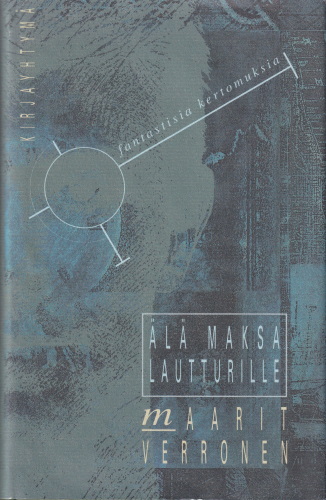 KIRJAYHTYMÄ
fantastisia kertomuksia
ÄLÄ MAKSA
LAUTTURILLE
mAARIT
VERRONEN